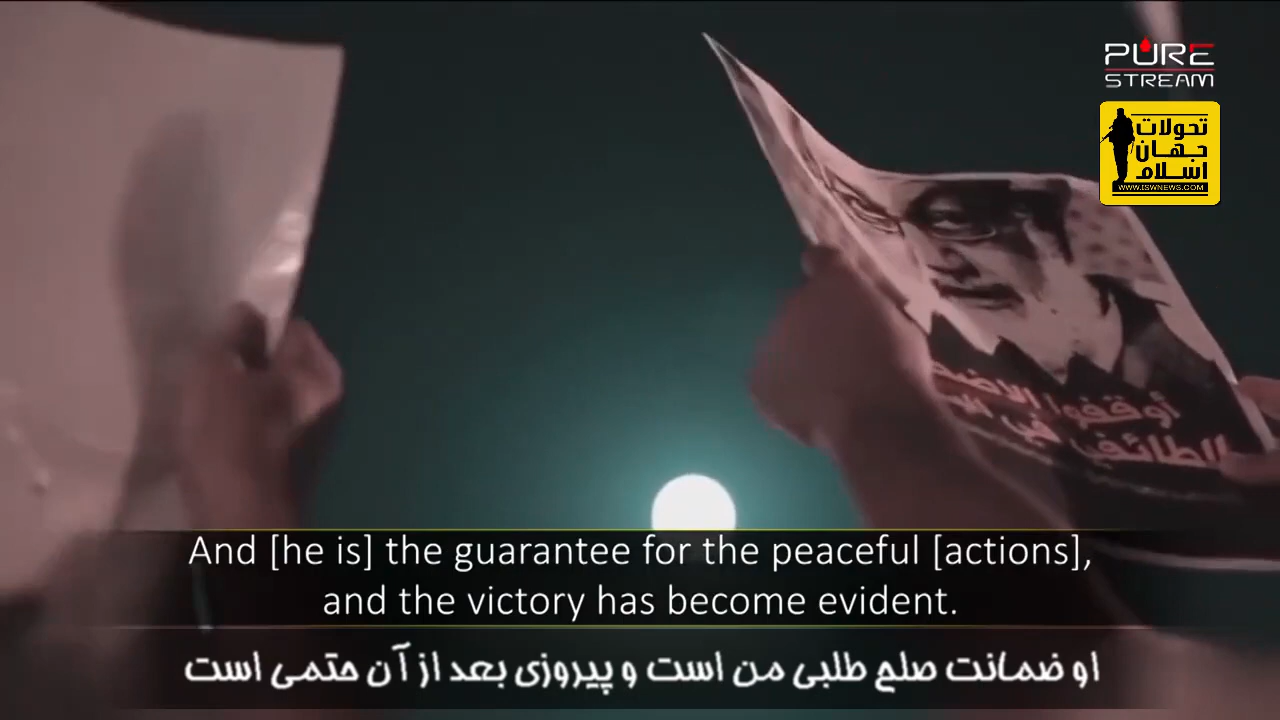 PURE
STREAM
تحولات
جهان
اسلام
WWW.ISWNEWS.COM
أوقفوا
الطائفي في
And [he is] the guarantee for the peaceful [actions],
and the victory has become evident.
او ضمانت صلح طلبی من است و پیروزی بعد از آن حتمی است